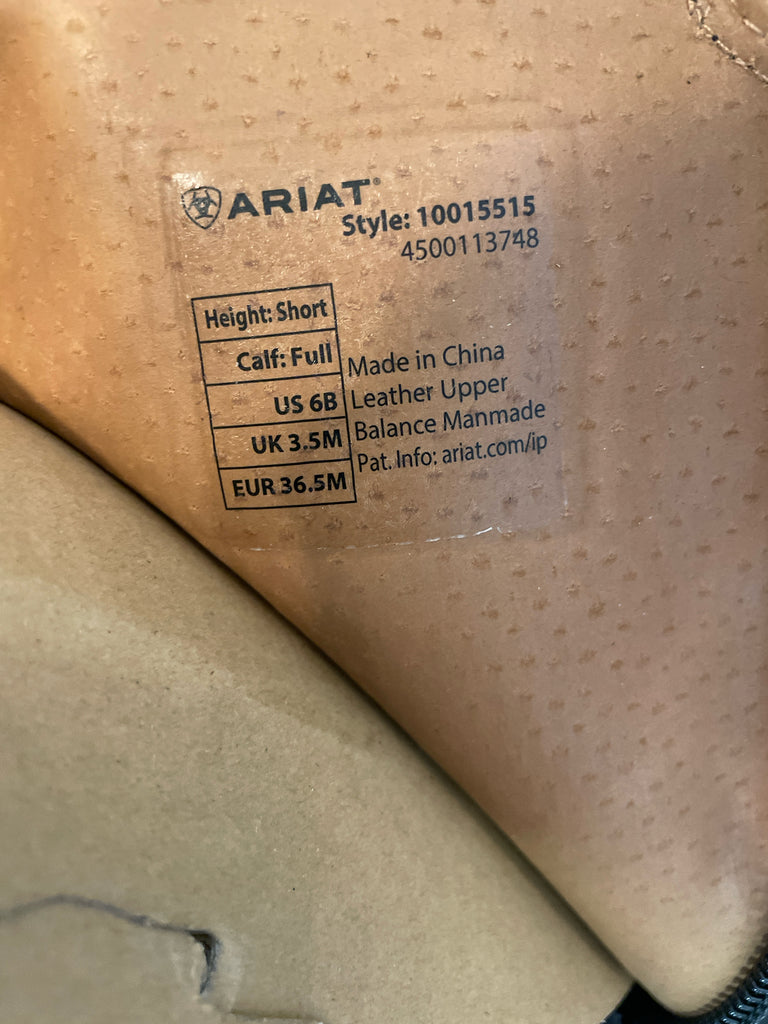 ARIAT®
Style: 10015515
4500113748
Height: Short
Calf: Full
US 6B
UK 3.5M
EUR 36.5M
Made in China
Leather Upper
Balance Manmade
Pat. Info: ariat.com/ip